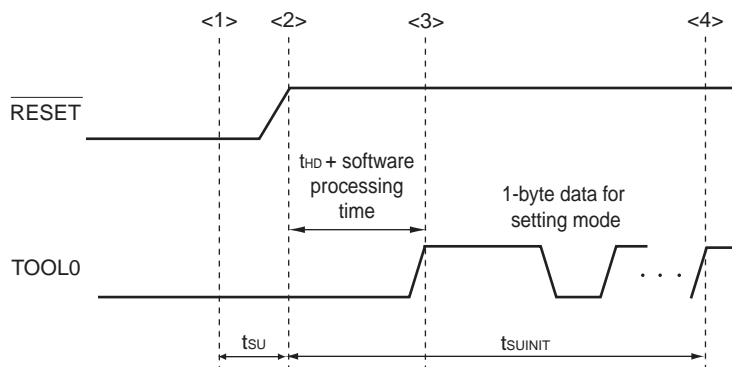 <1> <2> <3> <4>
RESET
tHD + software
processing
time
1-byte data for
setting mode
TOOL0
. . .
tSU
tSUINIT